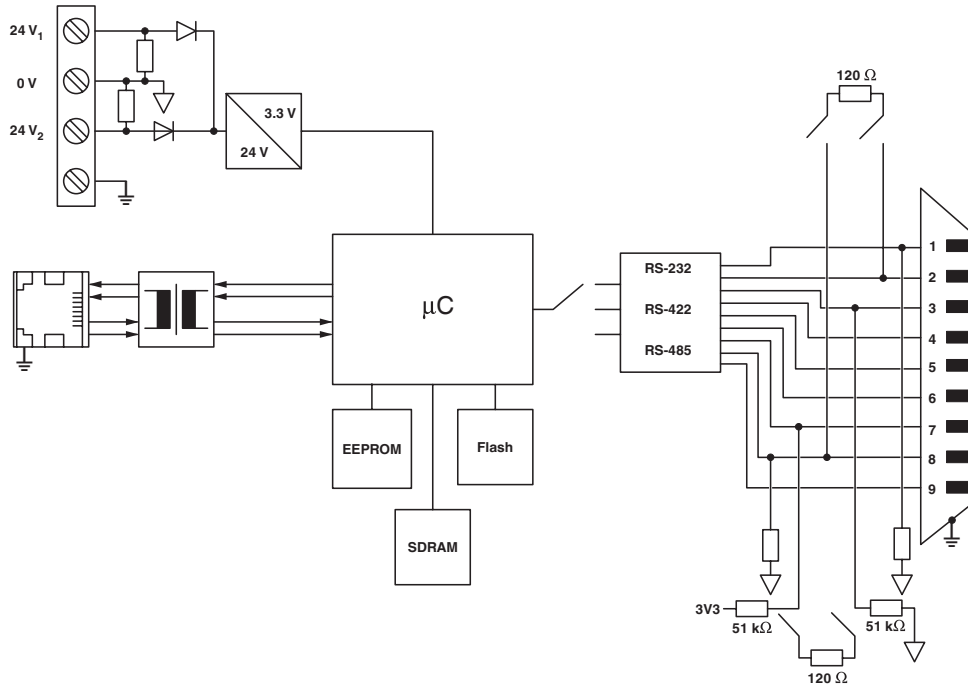 24 V1
0 V
24 V2
3.3 V
24 V
120 Ω
μC
EEPROM
Flash
SDRAM
RS-232
RS-422
RS-485
1
2
3
4
5
6
7
8
9
3V3
51 kΩ
51 kΩ
120 Ω